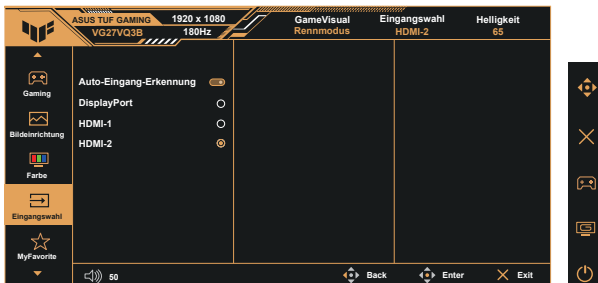 ASUS TUF GAMING 1920 x 1080
VG27VQ3B 180Hz
GameVisual
Rennmodus
Eingangswahl
HDMI-2
Helligkeit
65
Gaming
Bildeinrichtung
Farbe
Eingangswahl
MyFavorite
Auto-Eingang-Erkennung
DisplayPort
HDMI-1
HDMI-2
50
Back
Enter
Exit